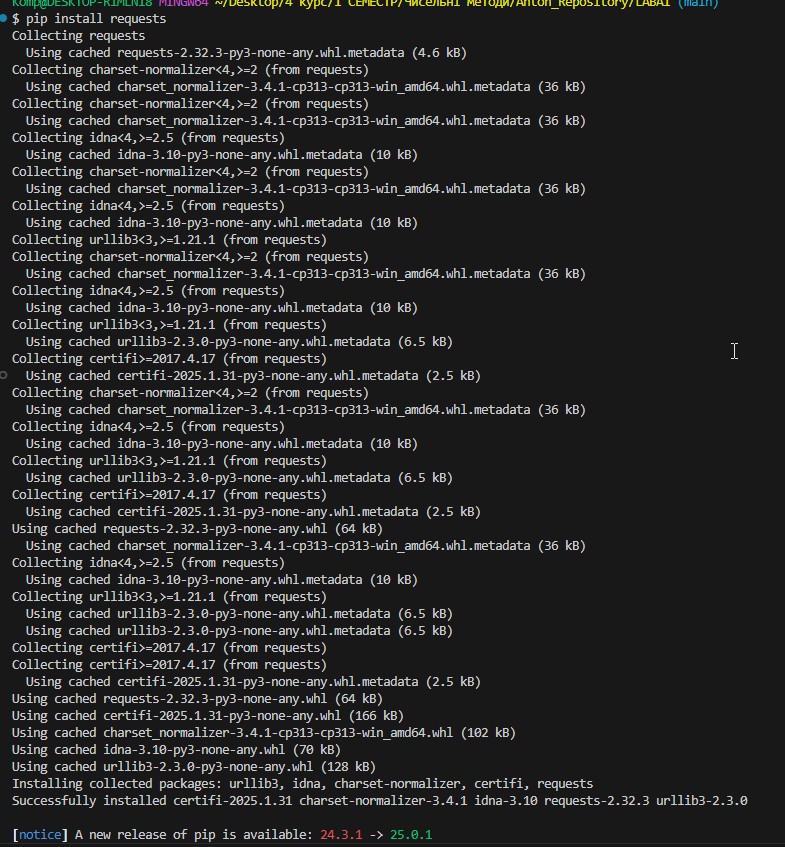 Komp@DESKTOP-R1MLNI8 MINGW64 ~/Desktop/4 курс/1 СЕМЕСТР/Чисельні методи/Anton_Repository/LABA1 (main)
$ pip install requests
Collecting requests
  Using cached requests-2.32.3-py3-none-any.whl.metadata (4.6 kB)
Collecting charset-normalizer<4,>=2 (from requests)
  Using cached charset_normalizer-3.4.1-cp313-cp313-win_amd64.whl.metadata (36 kB)
Collecting charset-normalizer<4,>=2 (from requests)
  Using cached charset_normalizer-3.4.1-cp313-cp313-win_amd64.whl.metadata (36 kB)
Collecting idna<4,>=2.5 (from requests)
  Using cached idna-3.10-py3-none-any.whl.metadata (10 kB)
Collecting charset-normalizer<4,>=2 (from requests)
  Using cached charset_normalizer-3.4.1-cp313-cp313-win_amd64.whl.metadata (36 kB)
Collecting idna<4,>=2.5 (from requests)
  Using cached idna-3.10-py3-none-any.whl.metadata (10 kB)
Collecting urllib3<3,>=1.21.1 (from requests)
Collecting charset-normalizer<4,>=2 (from requests)
  Using cached charset_normalizer-3.4.1-cp313-cp313-win_amd64.whl.metadata (36 kB)
Collecting idna<4,>=2.5 (from requests)
  Using cached idna-3.10-py3-none-any.whl.metadata (10 kB)
Collecting urllib3<3,>=1.21.1 (from requests)
  Using cached urllib3-2.3.0-py3-none-any.whl.metadata (6.5 kB)
Collecting certifi>=2017.4.17 (from requests)
  Using cached certifi-2025.1.31-py3-none-any.whl.metadata (2.5 kB)
Collecting charset-normalizer<4,>=2 (from requests)
  Using cached charset_normalizer-3.4.1-cp313-cp313-win_amd64.whl.metadata (36 kB)
Collecting idna<4,>=2.5 (from requests)
  Using cached idna-3.10-py3-none-any.whl.metadata (10 kB)
Collecting urllib3<3,>=1.21.1 (from requests)
  Using cached urllib3-2.3.0-py3-none-any.whl.metadata (6.5 kB)
Collecting certifi>=2017.4.17 (from requests)
  Using cached certifi-2025.1.31-py3-none-any.whl.metadata (2.5 kB)
Using cached requests-2.32.3-py3-none-any.whl (64 kB)
  Using cached charset_normalizer-3.4.1-cp313-cp313-win_amd64.whl.metadata (36 kB)
Collecting idna<4,>=2.5 (from requests)
  Using cached idna-3.10-py3-none-any.whl.metadata (10 kB)
Collecting urllib3<3,>=1.21.1 (from requests)
  Using cached urllib3-2.3.0-py3-none-any.whl.metadata (6.5 kB)
  Using cached urllib3-2.3.0-py3-none-any.whl.metadata (6.5 kB)
Collecting certifi>=2017.4.17 (from requests)
Collecting certifi>=2017.4.17 (from requests)
  Using cached certifi-2025.1.31-py3-none-any.whl.metadata (2.5 kB)
Using cached requests-2.32.3-py3-none-any.whl (64 kB)
Using cached certifi-2025.1.31-py3-none-any.whl (166 kB)
Using cached charset_normalizer-3.4.1-cp313-cp313-win_amd64.whl (102 kB)
Using cached idna-3.10-py3-none-any.whl (70 kB)
Using cached urllib3-2.3.0-py3-none-any.whl (128 kB)
Installing collected packages: urllib3, idna, charset-normalizer, certifi, requests
Successfully installed certifi-2025.1.31 charset-normalizer-3.4.1 idna-3.10 requests-2.32.3 urllib3-2.3.0
[notice] A new release of pip is available: 24.3.1 -> 25.0.1